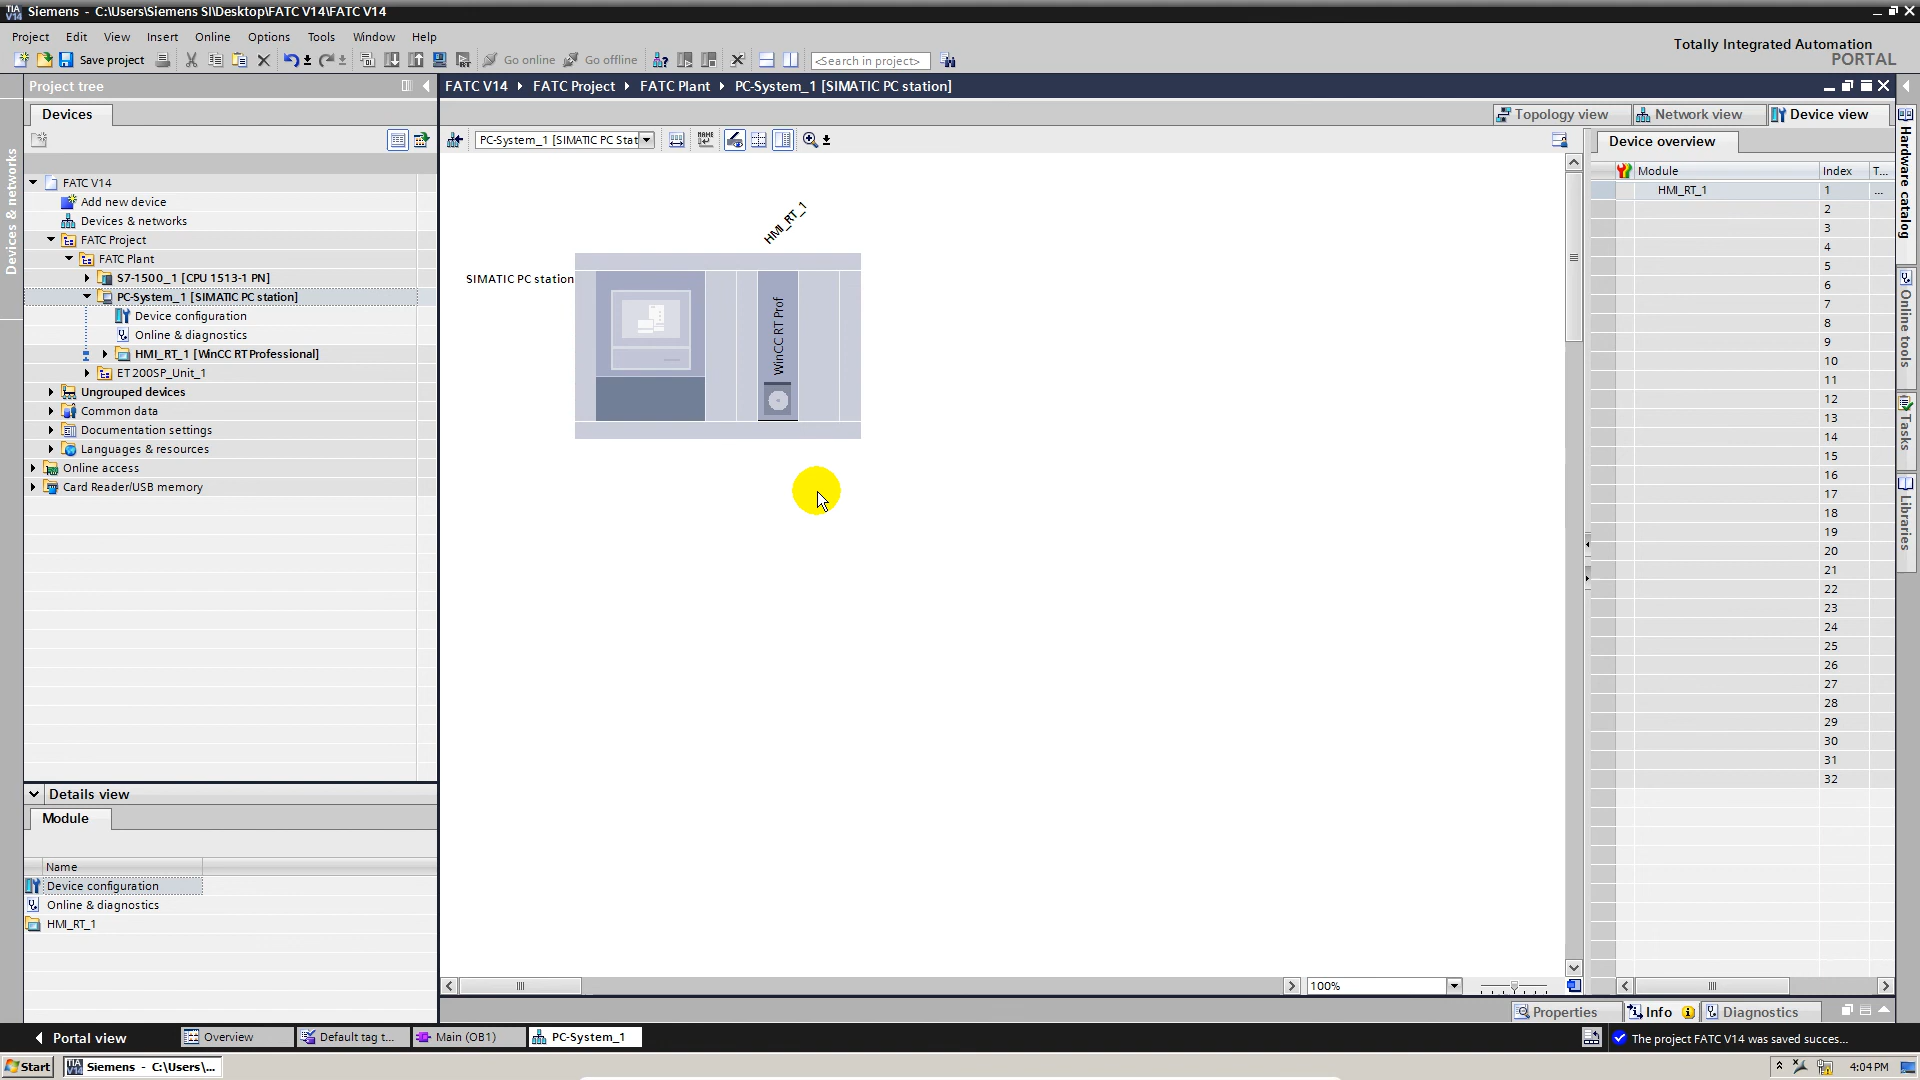 Siemens - C:\Users\Siemens SI\Desktop\FATC V14\FATC V14
Project Edit View Insert Online Options Tools Window Help
Totally Integrated Automation
PORTAL
Save project
Go online
Go offline
<Search in project>
Project tree
FATC V14 FATC Project FATC Plant PC-System_1 [SIMATIC PC station]
Devices
Topology view
Network view
Device view
PC-System_1 [SIMATIC PC Stat
Device overview
Module Index T...
HMI_RT_1 1 ...
2
3
4
5
6
7
8
9
10
11
12
13
14
15
16
17
18
19
20
21
22
23
24
25
26
27
28
29
30
31
32
Devices & networks
FATC V14
Add new device
Devices & networks
FATC Project
FATC Plant
S7-1500_1 [CPU 1513-1 PN]
PC-System_1 [SIMATIC PC station]
Device configuration
Online & diagnostics
HMI_RT_1 [WinCC RT Professional]
ET 200SP_Unit_1
Ungrouped devices
Common data
Documentation settings
Languages & resources
Online access
Card Reader/USB memory
HMI_RT_1
SIMATIC PC station
WinCC RT Prof
Hardware catalog
Online tools
Tasks
Libraries
Details view
Module
Name
Device configuration
Online & diagnostics
HMI_RT_1
100%
Properties
Info
Diagnostics
Portal view
Overview
Default tag t...
Main (OB1)
PC-System_1
The project FATC V14 was saved succes...
Start
Siemens - C:\Users\...
4:04 PM